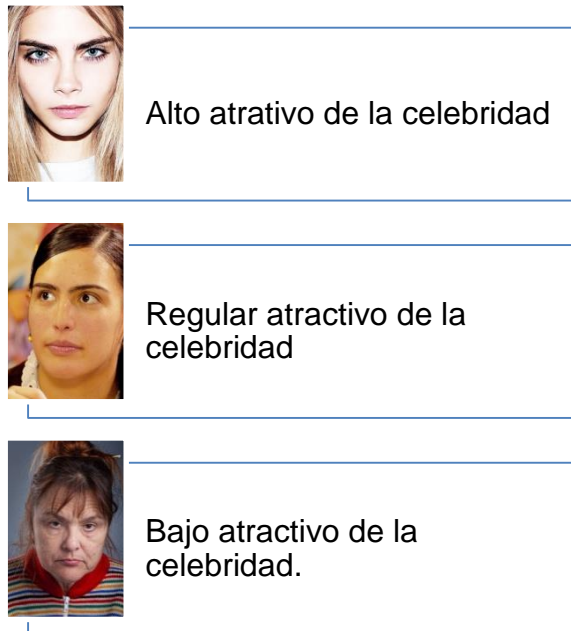 Alto atrativo de la celebridad
Regular atractivo de la
celebridad
Bajo atractivo de la
celebridad.